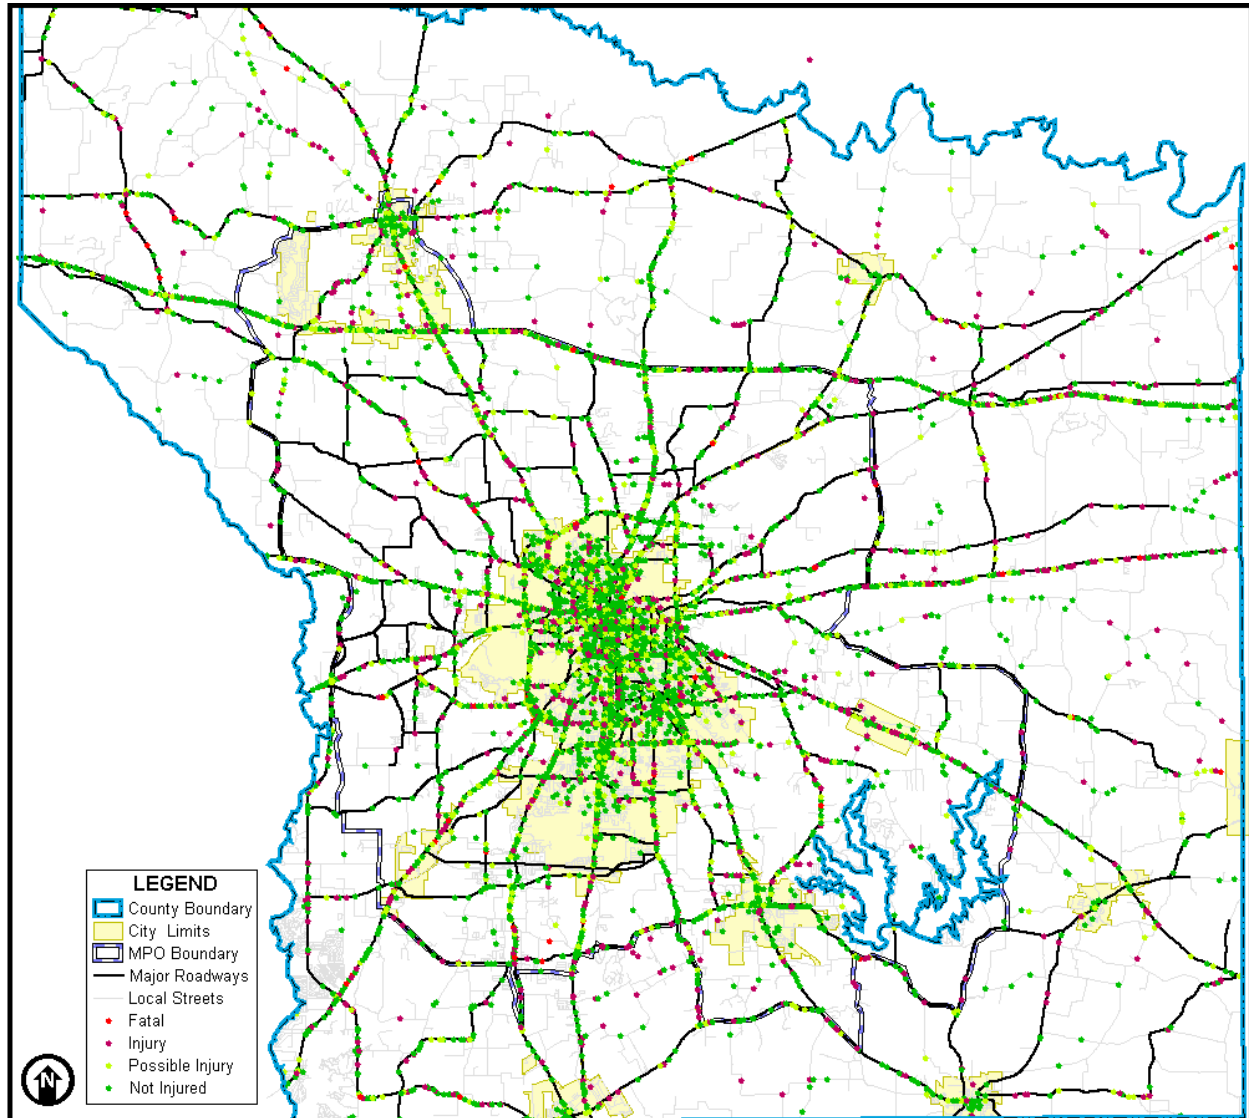 LEGEND
County Boundary
City Limits
MPO Boundary
Major Roadways
Local Streets
Fatal
Injury
Possible Injury
Not Injured
N